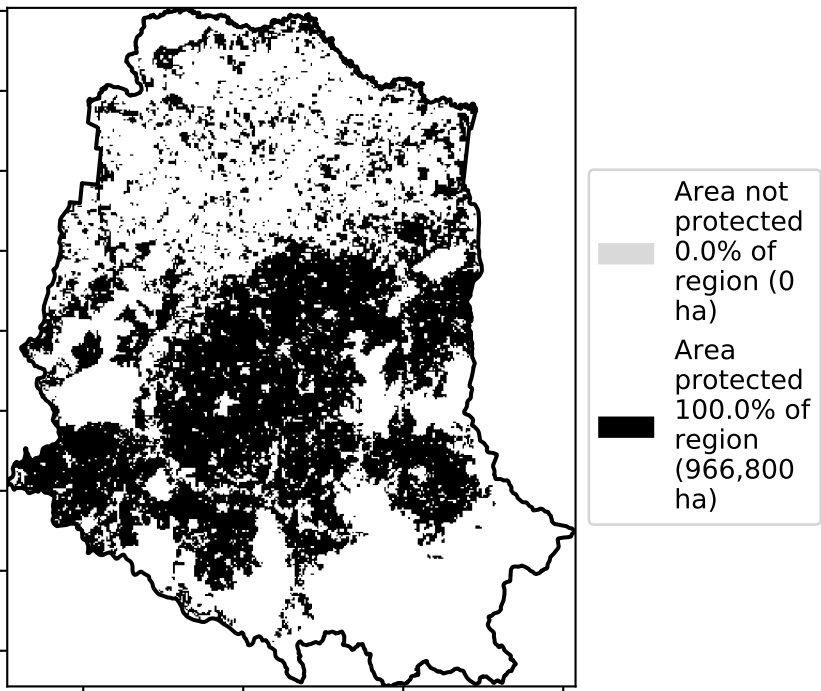 Area not
protected
0.0% of
region (0
ha)
Area
protected
100.0% of
region
(966,800
ha)